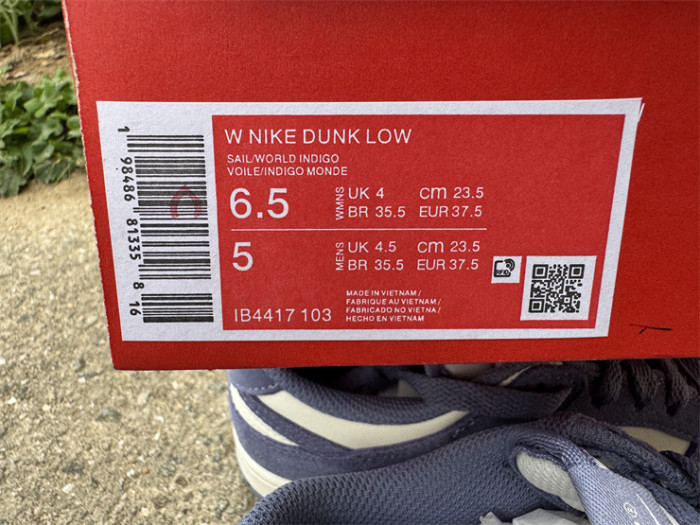 W NIKE DUNK LOW
SAIL/WORLD INDIGO
VOILE/INDIGO MONDE
6.5 WMNS UK 4 cm 23.5
BR 35.5 EUR 37.5
5 MENS UK 4.5 cm 23.5
BR 35.5 EUR 37.5
IB4417 103
MADE IN VIETNAM /
FABRIQUE AU VIETNAM /
FABRICADO NO VIETNA /
HECHO EN VIETNAM
1 98486 81335 8 16
®